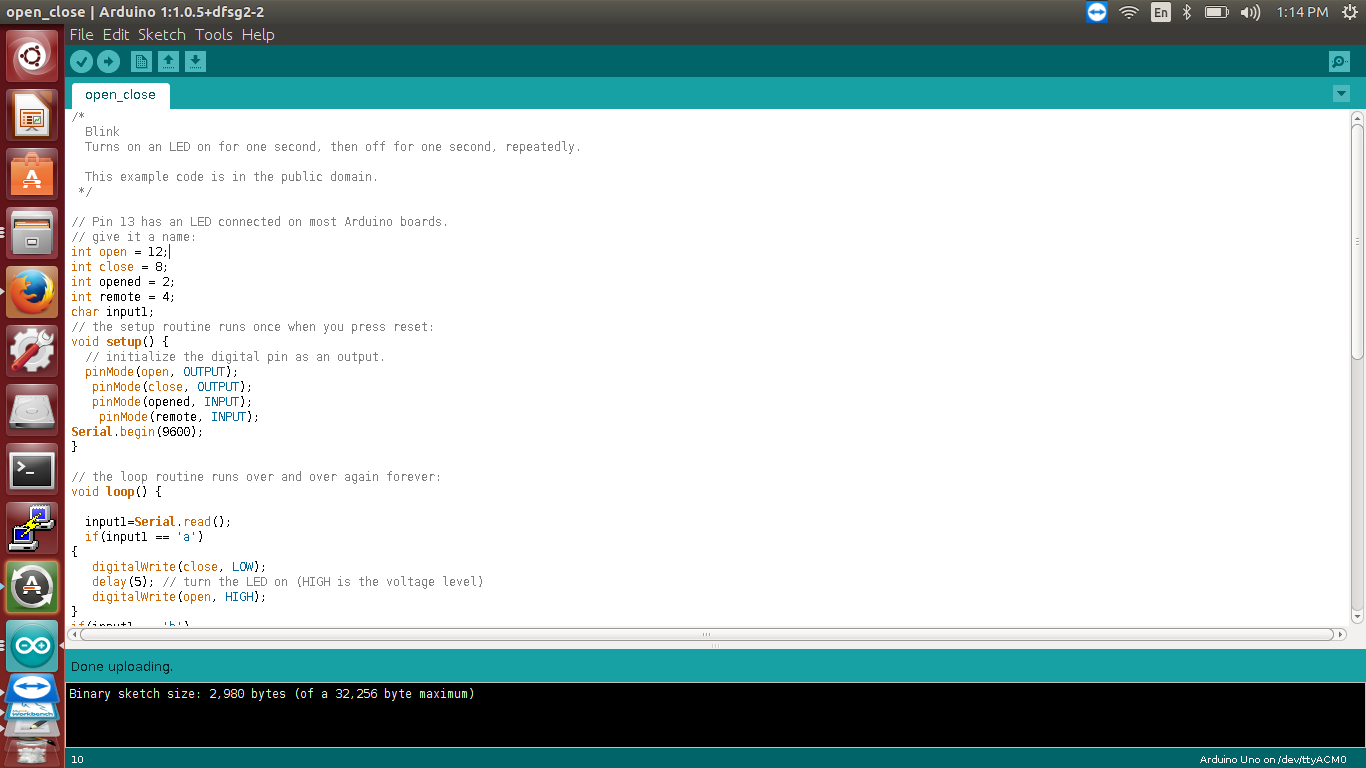 open_close | Arduino 1:1.0.5+dfsg2-2
En
1:14 PM
File Edit Sketch Tools Help
open_close
/*
  Blink
  Turns on an LED on for one second, then off for one second, repeatedly.
  This example code is in the public domain.
 */
// Pin 13 has an LED connected on most Arduino boards.
// give it a name:
int open = 12;
int close = 8;
int opened = 2;
int remote = 4;
char input1;
// the setup routine runs once when you press reset:
void setup() {
  // initialize the digital pin as an output.
  pinMode(open, OUTPUT);
   pinMode(close, OUTPUT);
   pinMode(opened, INPUT);
    pinMode(remote, INPUT);
Serial.begin(9600);
}
// the loop routine runs over and over again forever:
void loop() {
  input1=Serial.read();
  if(input1 == 'a')
{
   digitalWrite(close, LOW);
   delay(5); // turn the LED on (HIGH is the voltage level)
   digitalWrite(open, HIGH);
}
if(input1 == 'b')
Done uploading.
Binary sketch size: 2,980 bytes (of a 32,256 byte maximum)
Workbench
10
Arduino Uno on /dev/ttyACM0